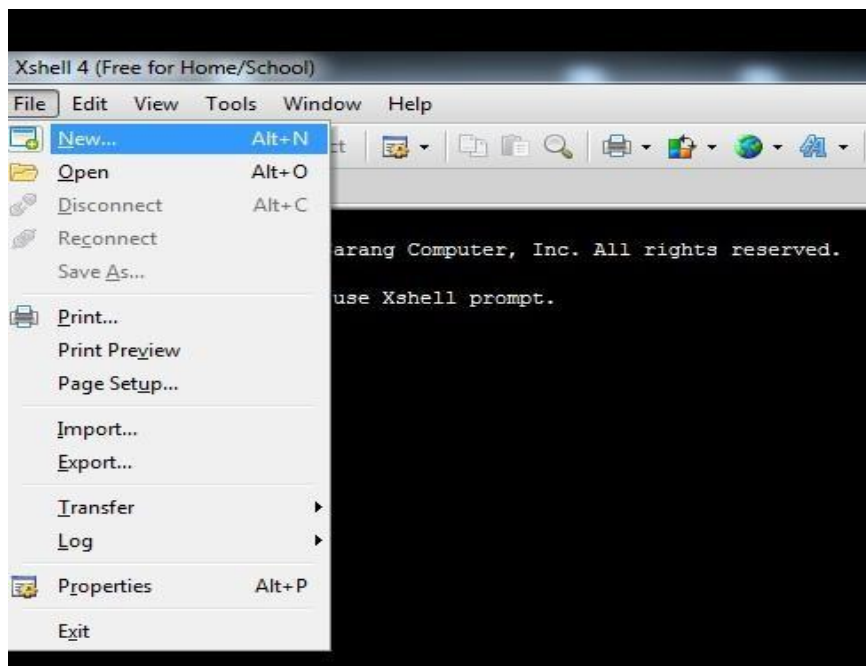 Xshell 4 (Free for Home/School)
File Edit View Tools Window Help
New... Alt+N
Open Alt+O
Disconnect Alt+C
Reconnect
Save As...
Print...
Print Preview
Page Setup...
Import...
Export...
Transfer
Log
Properties Alt+P
Exit
arang Computer, Inc. All rights reserved.
use Xshell prompt.